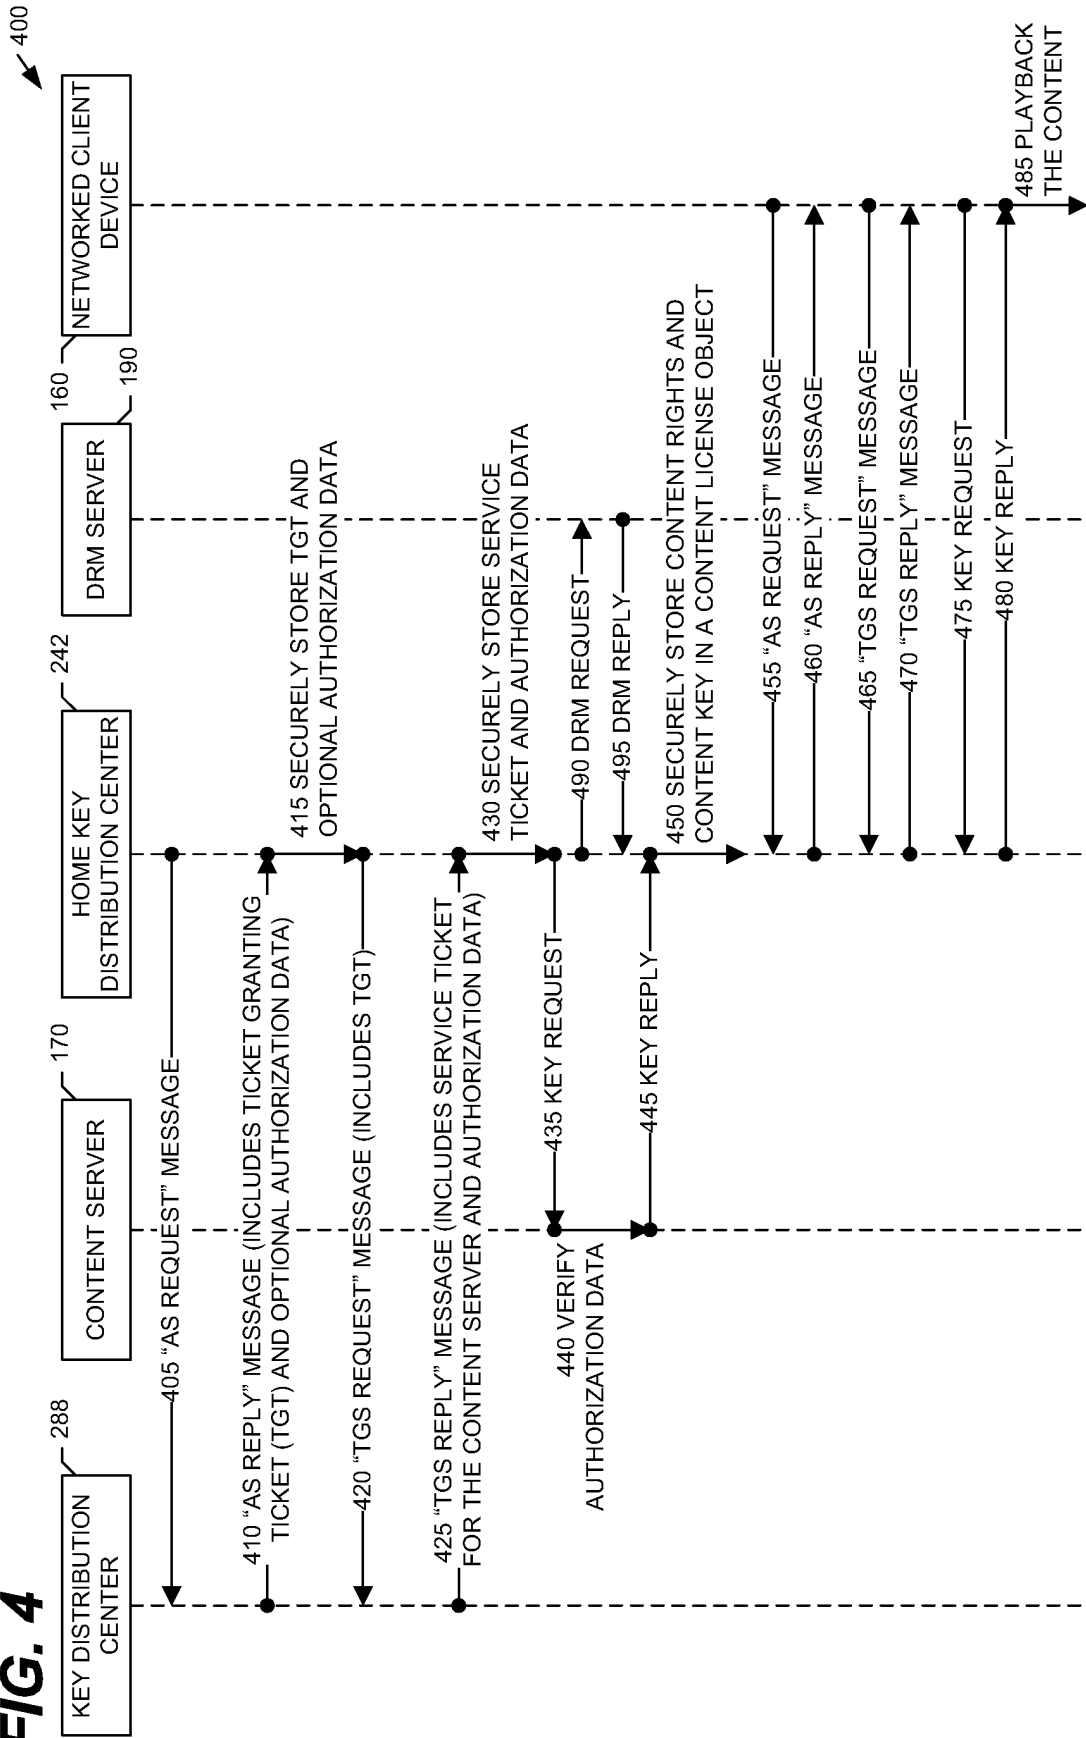 FIG. 4
400
KEY DISTRIBUTION
CENTER
288
CONTENT SERVER
170
HOME KEY
DISTRIBUTION CENTER
242
DRM SERVER
190
NETWORKED CLIENT
DEVICE
160
405 “AS REQUEST” MESSAGE
410 “AS REPLY” MESSAGE (INCLUDES TICKET GRANTING
TICKET (TGT) AND OPTIONAL AUTHORIZATION DATA)
415 SECURELY STORE TGT AND
OPTIONAL AUTHORIZATION DATA
420 “TGS REQUEST” MESSAGE (INCLUDES TGT)
425 “TGS REPLY” MESSAGE (INCLUDES SERVICE TICKET
FOR THE CONTENT SERVER AND AUTHORIZATION DATA)
430 SECURELY STORE SERVICE
TICKET AND AUTHORIZATION DATA
435 KEY REQUEST
490 DRM REQUEST
440 VERIFY
AUTHORIZATION DATA
495 DRM REPLY
445 KEY REPLY
450 SECURELY STORE CONTENT RIGHTS AND
CONTENT KEY IN A CONTENT LICENSE OBJECT
455 “AS REQUEST” MESSAGE
460 “AS REPLY” MESSAGE
465 “TGS REQUEST” MESSAGE
470 “TGS REPLY” MESSAGE
475 KEY REQUEST
480 KEY REPLY
485 PLAYBACK
THE CONTENT